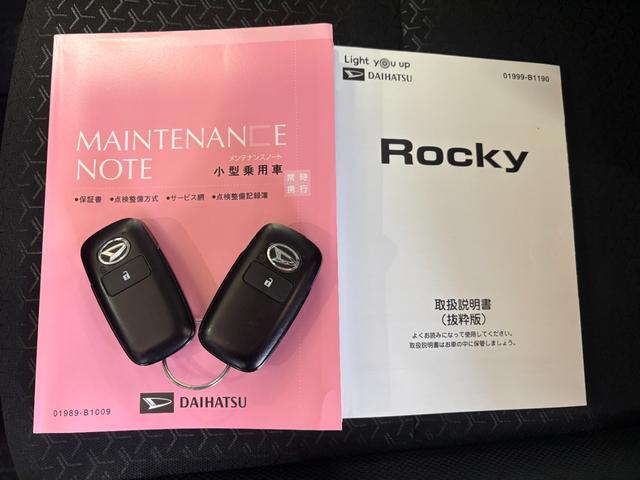 MAINTENANCE
NOTE
メンテナンスノート
小型乗用車
常時
携行
●保証書 ●点検整備方式 ●サービス網 ●点検整備記録簿
DAIHATSU
01989-B1009
Light you up
DAIHATSU
01999-B1190
Rocky
取扱説明書
（抜粋版）
よくお読みになって使用してください。
取扱説明書はお車の中に保管しましょう。